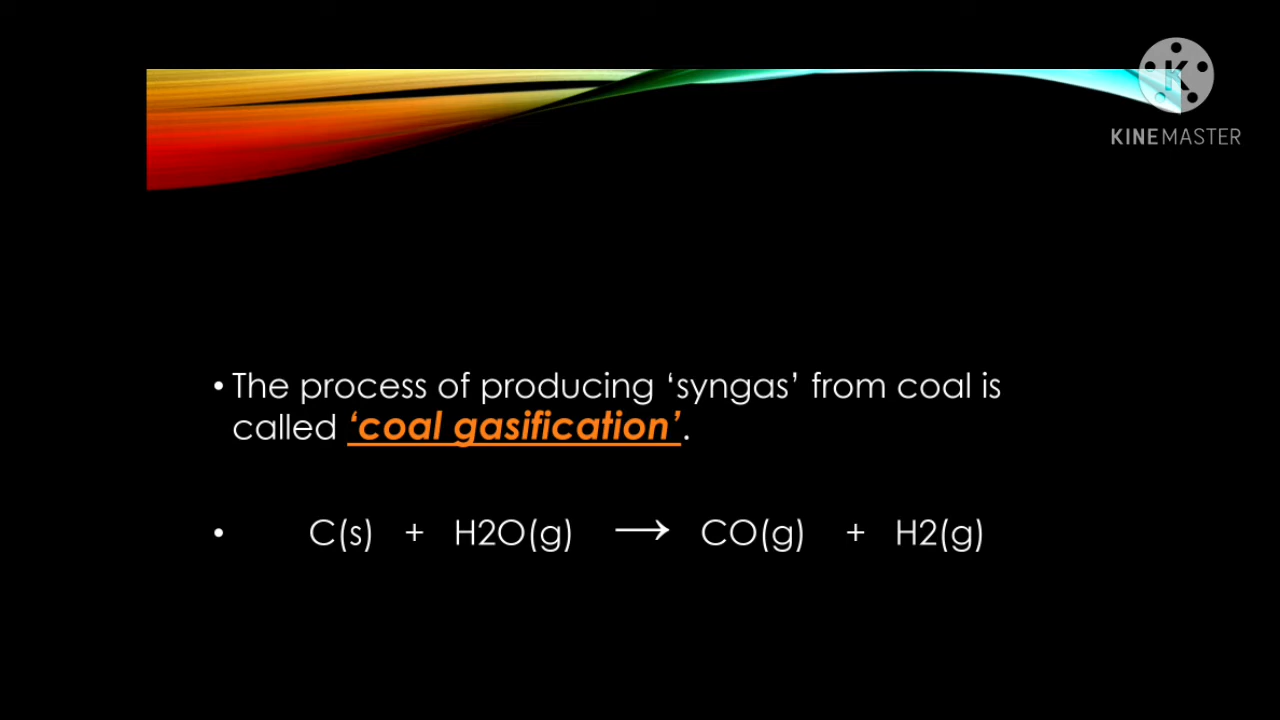 KINEMASTER
• The process of producing ‘syngas’ from coal is
called ‘coal gasification’.
• C(s) + H2O(g) → CO(g) + H2(g)